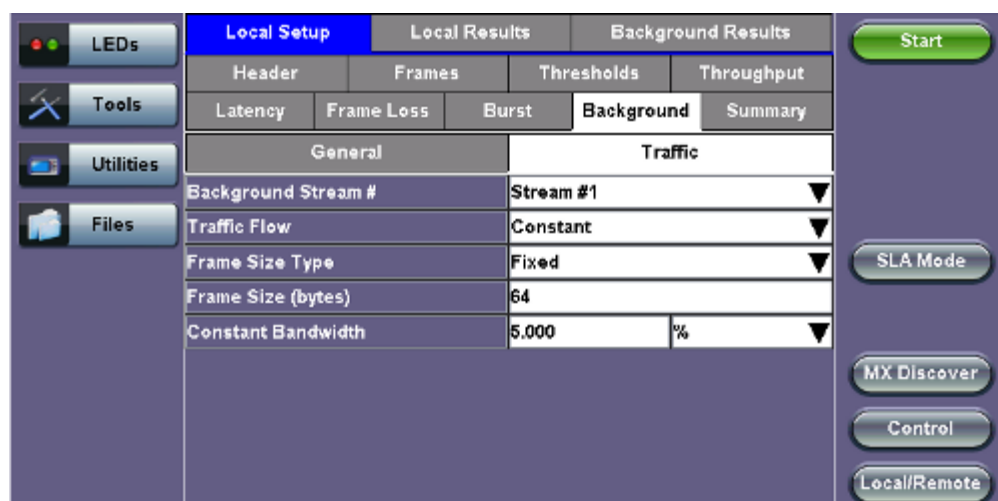 LEDs
Tools
Utilities
Files
Local Setup Local Results Background Results
Header Frames Thresholds Throughput
Latency Frame Loss Burst Background Summary
General Traffic
Background Stream # Stream #1
Traffic Flow Constant
Frame Size Type Fixed
Frame Size (bytes) 64
Constant Bandwidth 5.000 %
Start
SLA Mode
MX Discover
Control
Local/Remote